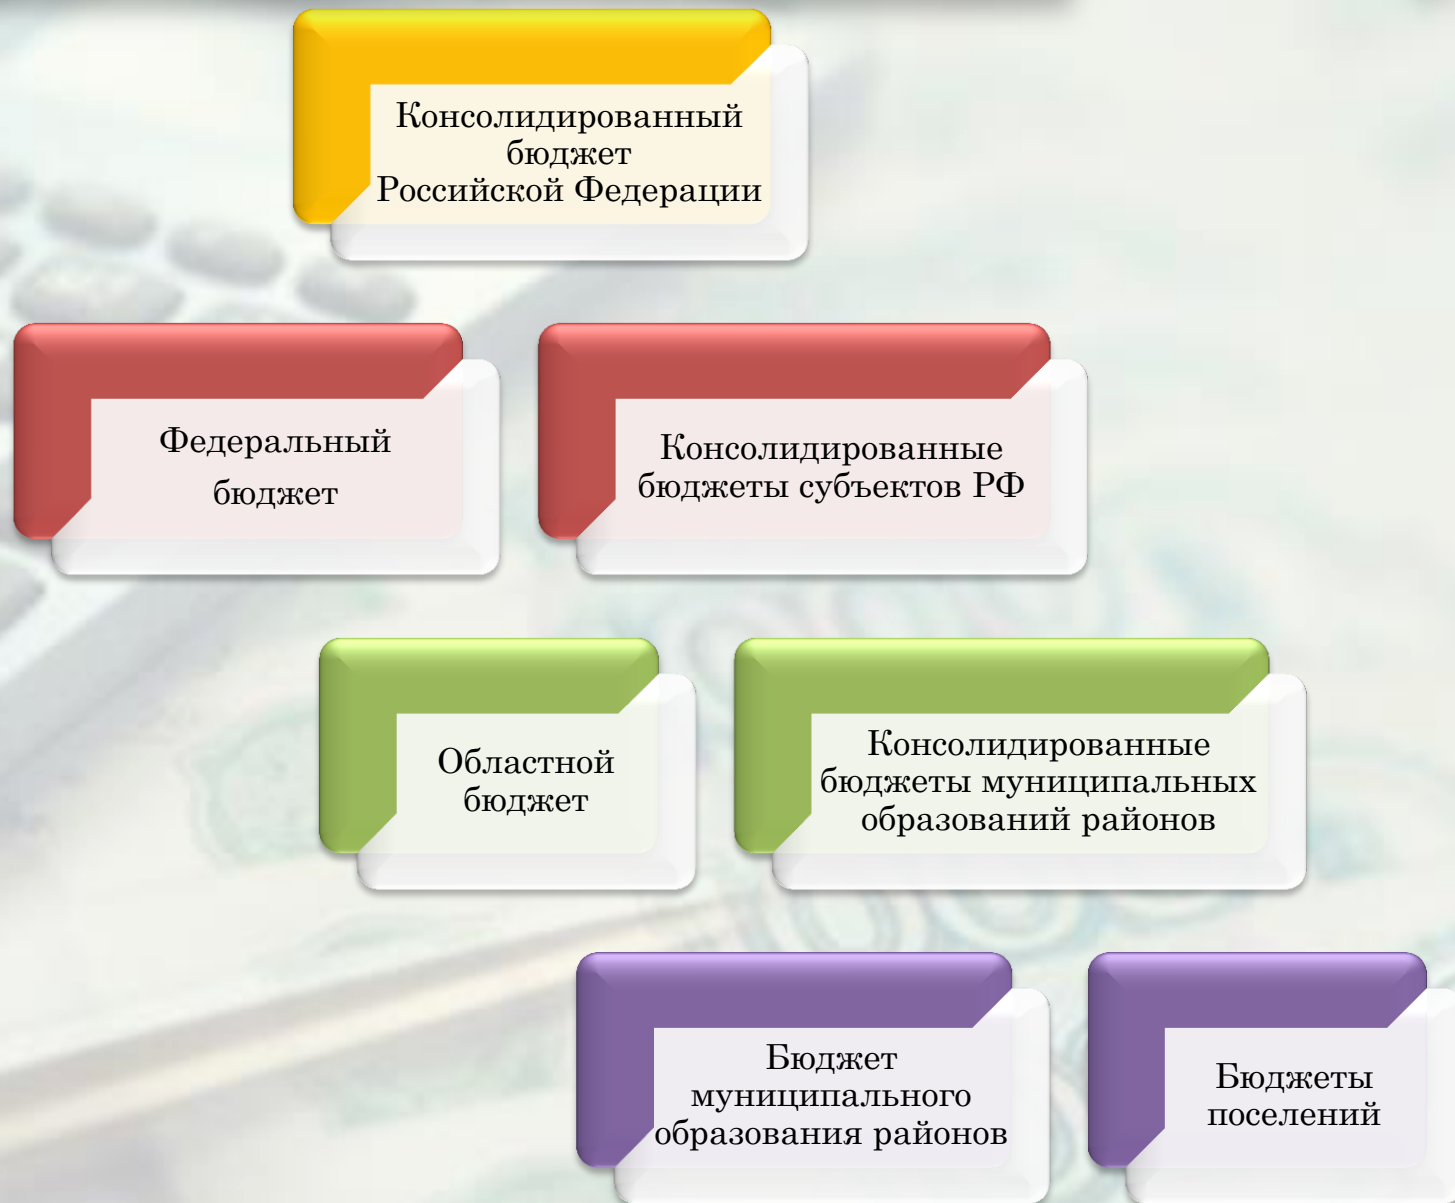 Консолидированный
бюджет
Российской Федерации
Федеральный
бюджет
Консолидированные
бюджеты субъектов РФ
Областной
бюджет
Консолидированные
бюджеты муниципальных
образований районов
Бюджет
муниципального
образования районов
Бюджеты
поселений